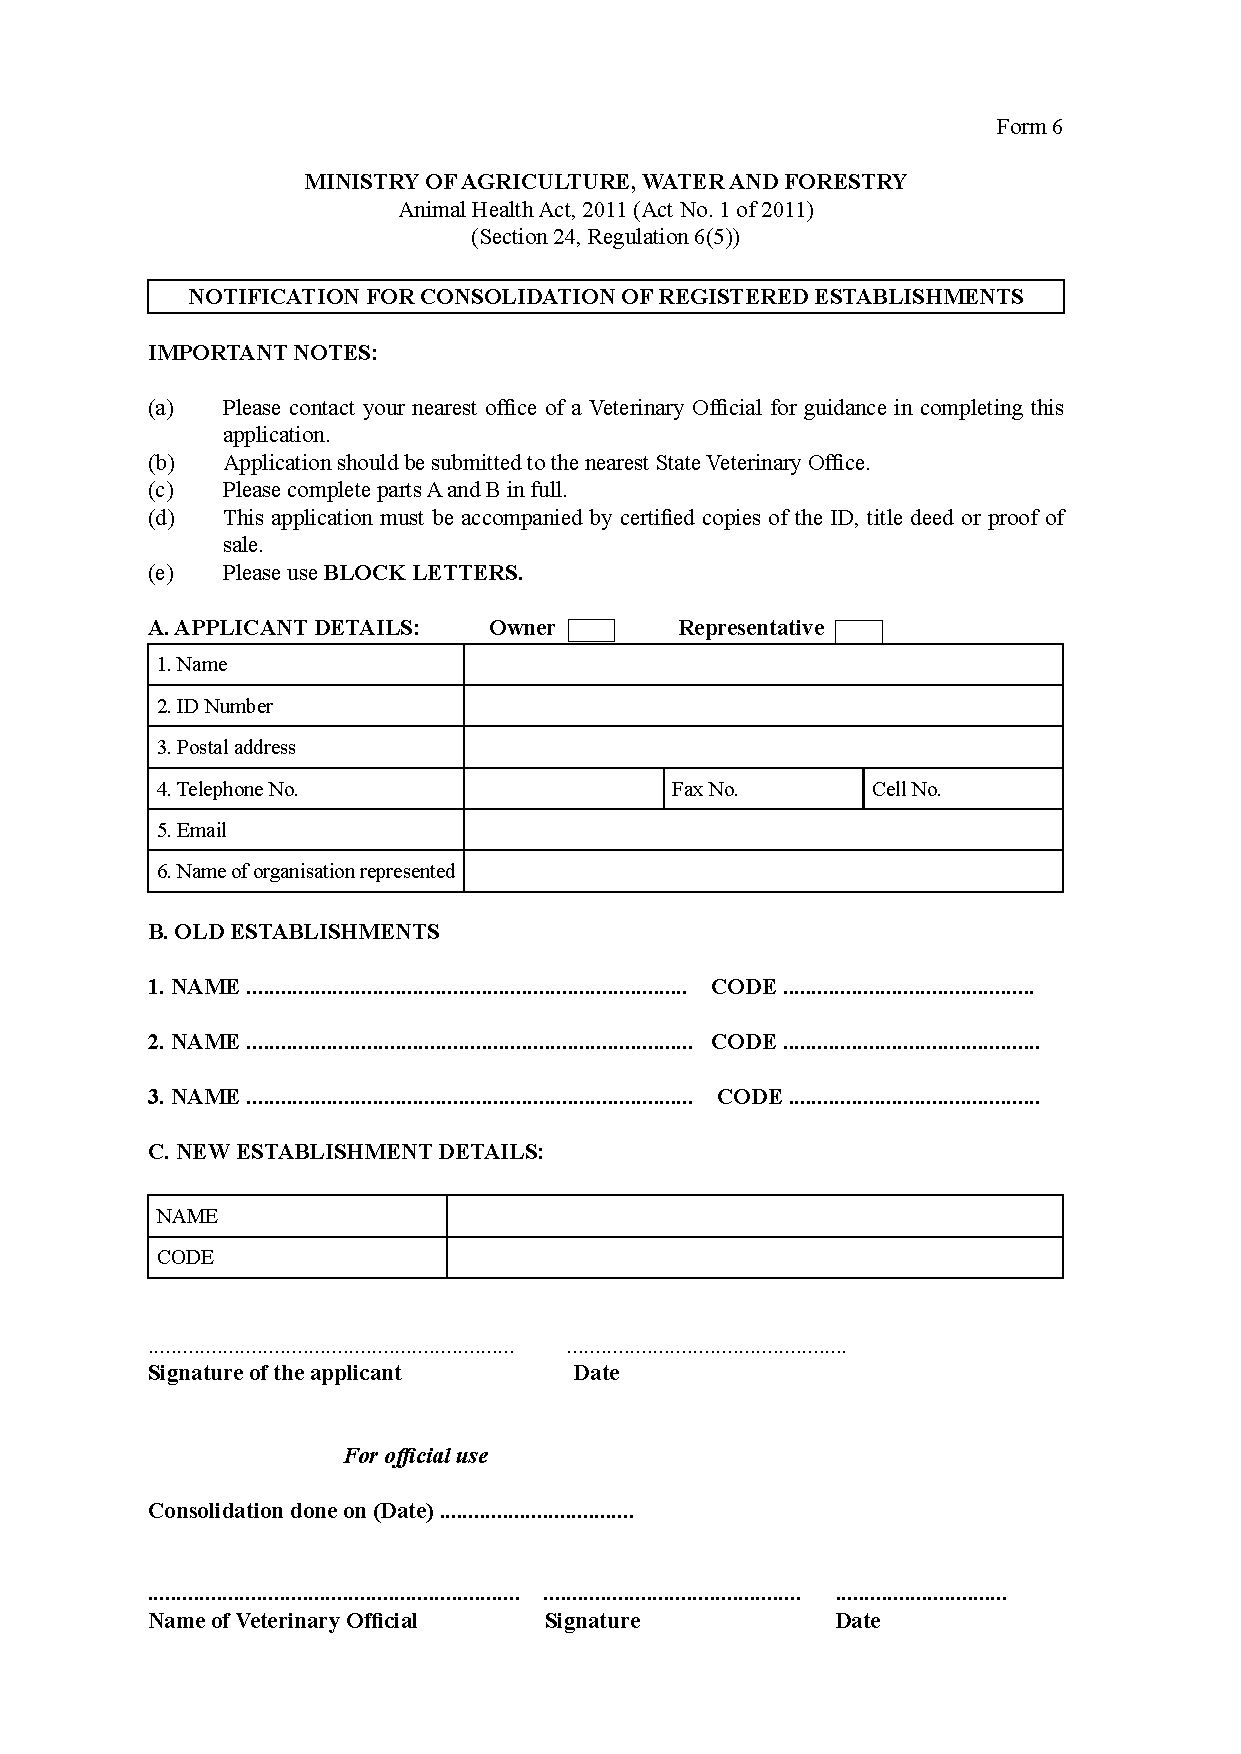 Form 6
MINISTRY OF AGRICULTURE, WATER AND FORESTRY
Animal Health Act, 2011 (Act No. 1 of 2011)
(Section 24, Regulation 6(5))
NOTIFICATION FOR CONSOLIDATION OF REGISTERED ESTABLISHMENTS
IMPORTANT NOTES:
(a) Please contact your nearest office of a Veterinary Official for guidance in completing this
application.
(b) Application should be submitted to the nearest State Veterinary Office.
(c) Please complete parts A and B in full.
(d) This application must be accompanied by certified copies of the ID, title deed or proof of
sale.
(e) Please use BLOCK LETTERS.
A. APPLICANT DETAILS: Owner Representative
1. Name
2. ID Number
3. Postal address
4. Telephone No. Fax No. Cell No.
5. Email
6. Name of organisation represented
B. OLD ESTABLISHMENTS
1. NAME ............................................................................. CODE ............................................
2. NAME .............................................................................. CODE .............................................
3. NAME .............................................................................. CODE ............................................
C. NEW ESTABLISHMENT DETAILS:
NAME
CODE
................................................................ .................................................
Signature of the applicant Date
For official use
Consolidation done on (Date) ..................................
................................................................. ............................................. ..............................
Name of Veterinary Official Signature Date